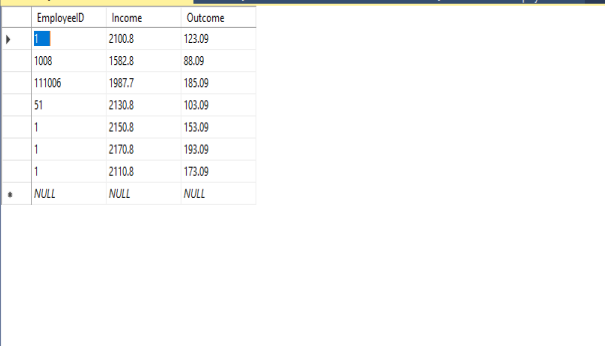 EmployeeID Income Outcome
1 2100.8 123.09
1008 1582.8 88.09
111006 1987.7 185.09
51 2130.8 103.09
1 2150.8 153.09
1 2170.8 193.09
1 2110.8 173.09
NULL NULL NULL